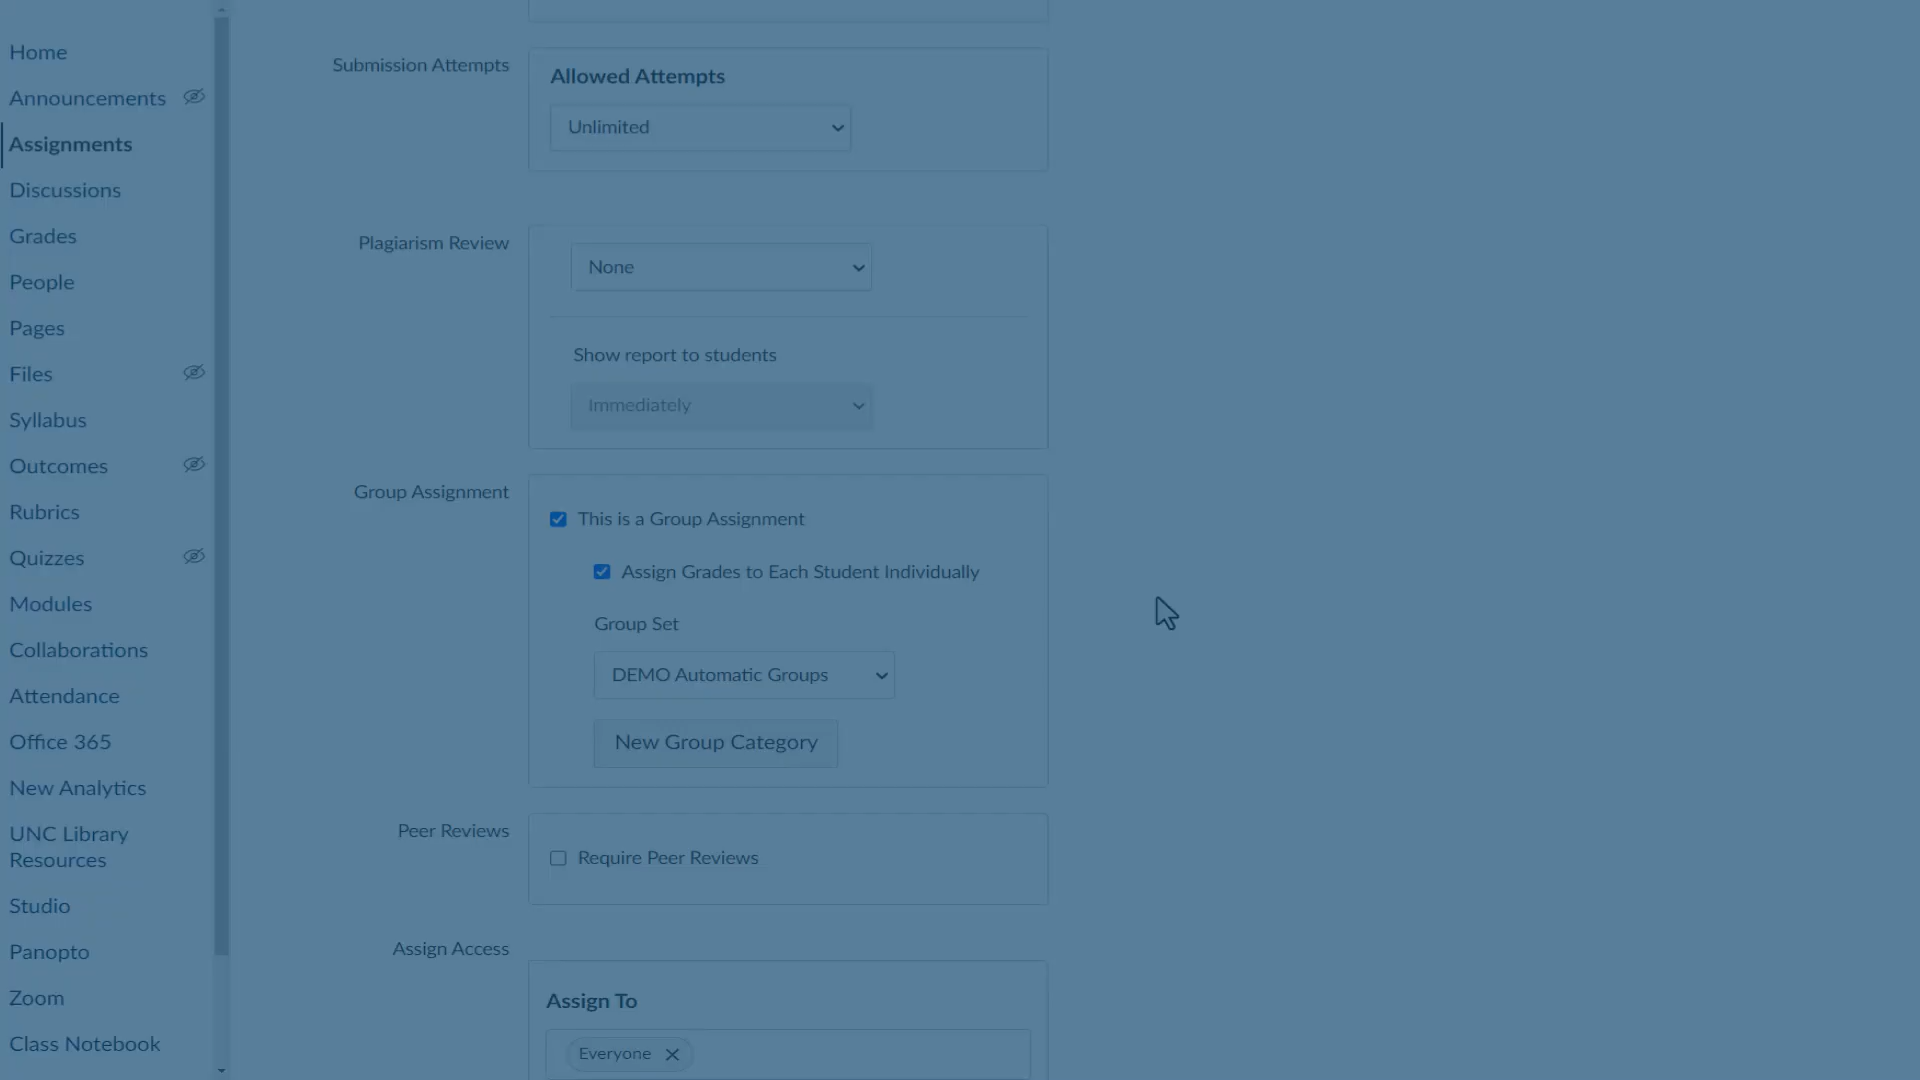 Home
Announcements
Assignments
Discussions
Grades
People
Pages
Files
Syllabus
Outcomes
Rubrics
Quizzes
Modules
Collaborations
Attendance
Office 365
New Analytics
UNC Library
Resources
Studio
Panopto
Zoom
Class Notebook
Submission Attempts
Allowed Attempts
Unlimited
Plagiarism Review
None
Show report to students
Immediately
Group Assignment
This is a Group Assignment
Assign Grades to Each Student Individually
Group Set
DEMO Automatic Groups
New Group Category
Peer Reviews
Require Peer Reviews
Assign Access
Assign To
Everyone